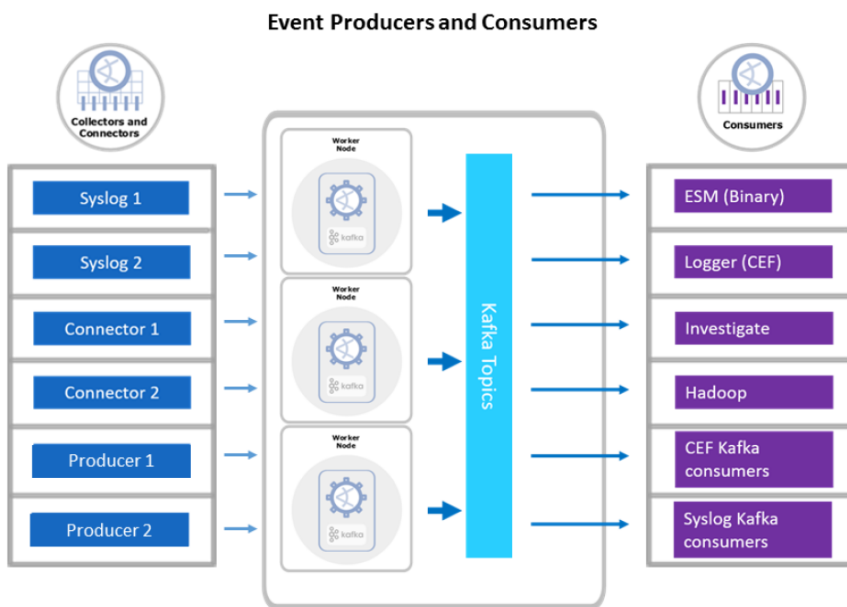 Event Producers and Consumers
Collectors and
Connectors
Syslog 1
Syslog 2
Connector 1
Connector 2
Producer 1
Producer 2
Worker
Node
kafka
Worker
Node
kafka
Worker
Node
kafka
Kafka Topics
Consumers
ESM (Binary)
Logger (CEF)
Investigate
Hadoop
CEF Kafka
consumers
Syslog Kafka
consumers